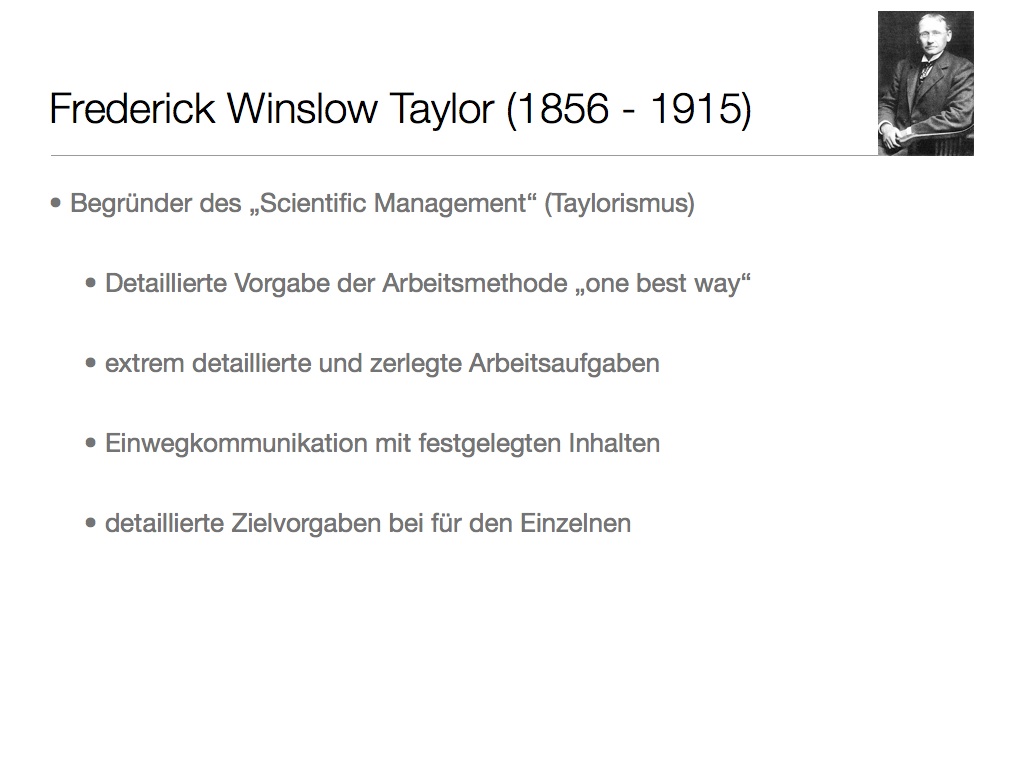 Frederick Winslow Taylor (1856 - 1915)
• Begründer des „Scientific Management“ (Taylorismus)
• Detaillierte Vorgabe der Arbeitsmethode „one best way“
• extrem detaillierte und zerlegte Arbeitsaufgaben
• Einwegkommunikation mit festgelegten Inhalten
• detaillierte Zielvorgaben bei für den Einzelnen